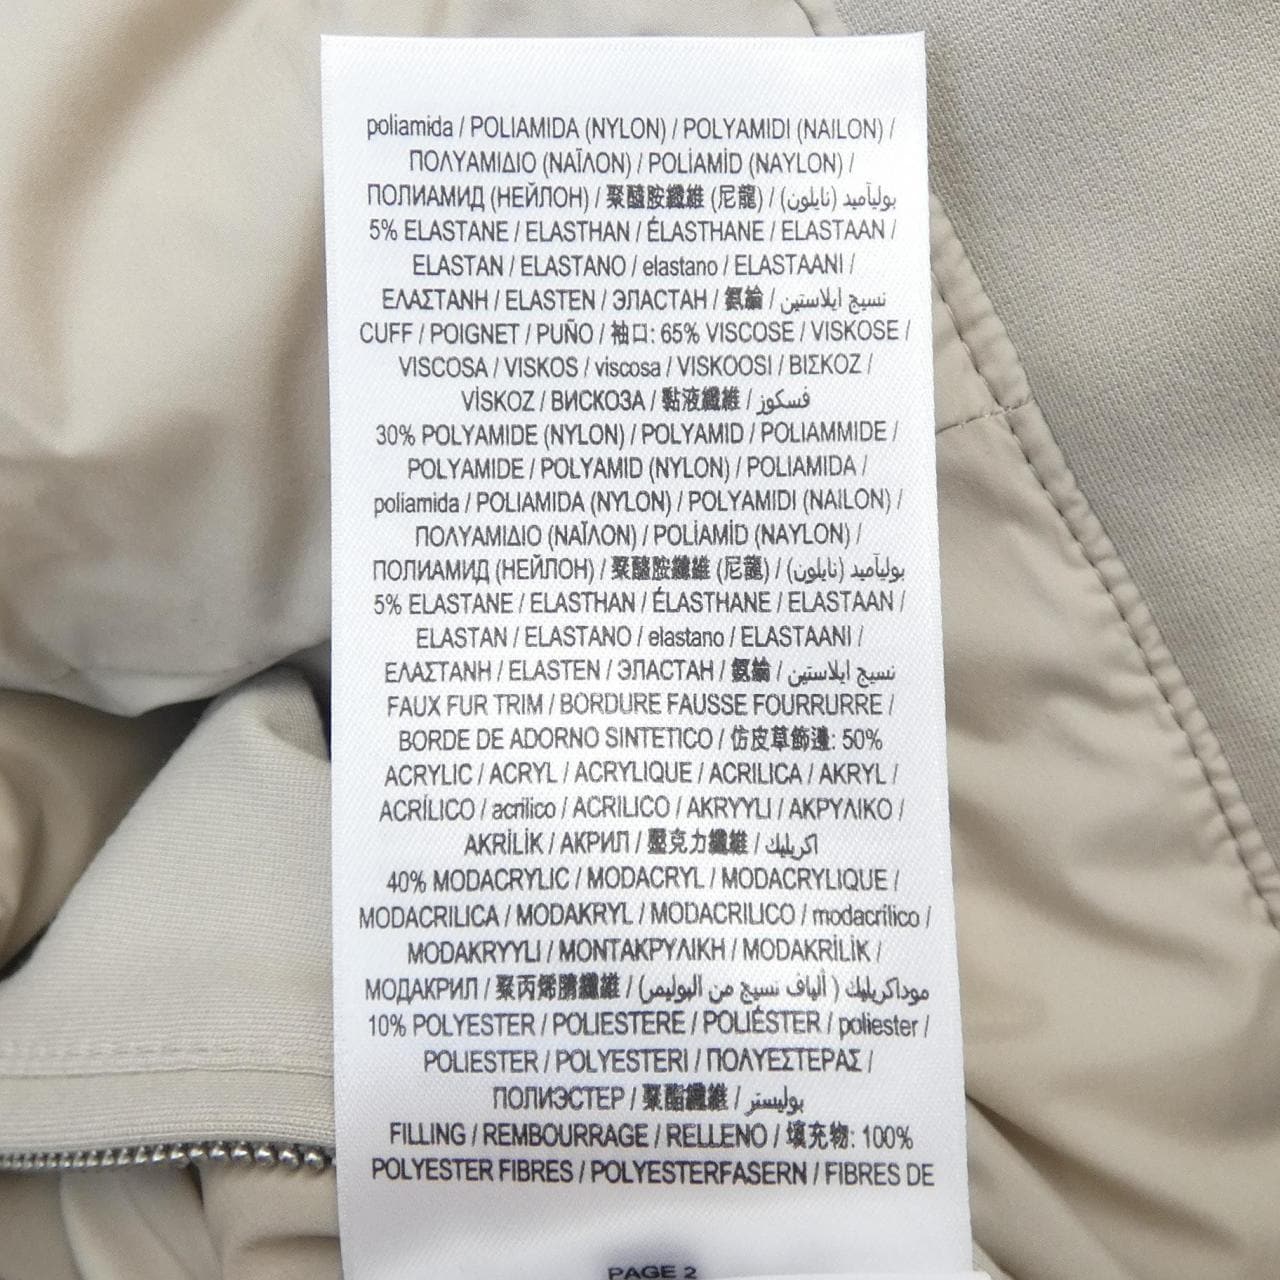 poliamida / POLIAMIDA (NYLON) / POLYAMIDI (NAILON) /
ΠΟΛΥΑΜΙΔΙΟ (ΝΑΪΛΟΝ) / POLİAMİD (NAYLON) /
ПОЛИАМИД (НЕЙЛОН) / 聚醯胺纖維 (尼龍) / بوليآميد (نايلون)
5% ELASTANE / ELASTHAN / ÉLASTHANE / ELASTAAN /
ELASTAN / ELASTANO / elastano / ELASTAANI /
ΕΛΑΣΤΑΝΗ / ELASTEN / ЭЛАСТАН / 氨綸 / نسيج ايلاستين
CUFF / POIGNET / PUÑO / 袖口: 65% VISCOSE / VISKOSE /
VISCOSA / VISKOS / viscosa / VISKOOSI / ΒΙΣΚΟΖ /
VİSKOZ / ВИСКОЗА / 黏液纖維 / فسكوز
30% POLYAMIDE (NYLON) / POLYAMID / POLIAMMIDE /
POLYAMIDE / POLYAMID (NYLON) / POLIAMIDA /
poliamida / POLIAMIDA (NYLON) / POLYAMIDI (NAILON) /
ΠΟΛΥΑΜΙΔΙΟ (ΝΑΪΛΟΝ) / POLİAMİD (NAYLON) /
ПОЛИАМИД (НЕЙЛОН) / 聚醯胺纖維 (尼龍) / بوليآميد (نايلون)
5% ELASTANE / ELASTHAN / ÉLASTHANE / ELASTAAN /
ELASTAN / ELASTANO / elastano / ELASTAANI /
ΕΛΑΣΤΑΝΗ / ELASTEN / ЭЛАСТАН / 氨綸 / نسيج ايلاستين
FAUX FUR TRIM / BORDURE FAUSSE FOURRURRE /
BORDE DE ADORNO SINTETICO / 仿皮草飾邊: 50%
ACRYLIC / ACRYL / ACRYLIQUE / ACRILICA / AKRYL /
ACRÍLICO / acrílico / ACRILICO / AKRYYLI / ΑΚΡΥΛΙΚΟ /
AKRİLİK / АКРИЛ / 壓克力纖維 / اكريليك
40% MODACRYLIC / MODACRYL / MODACRYLIQUE /
MODACRILICA / MODAKRYL / MODACRILICO / modacrílico /
MODAKRYYLI / ΜΟΝΤΑΚΡΥΛΙΚΗ / MODAKRİLİK /
МОДАКРИЛ / 聚丙烯腈纖維 / موداكريليك ( ألياف نسيج من البوليمر)
10% POLYESTER / POLIESTERE / POLIÉSTER / poliester /
POLIESTER / POLYESTERI / ΠΟΛΥΕΣΤΕΡΑΣ /
ПОЛИЭСТЕР / 聚酯纖維 / بوليستر
FILLING / REMBOURRAGE / RELLENO / 填充物: 100%
POLYESTER FIBRES / POLYESTERFASERN / FIBRES DE
PAGE 2